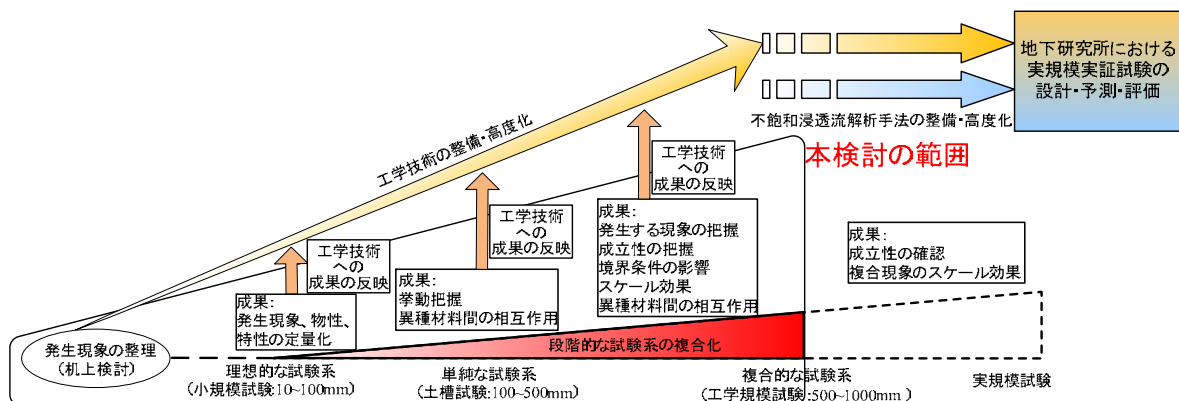 地下研究所における
実規模実証試験の
設計・予測・評価
不飽和浸透流解析手法の整備・高度化
本検討の範囲
工学技術の整備・高度化
工学技術
への
成果の反映
工学技術
への
成果の反映
工学技術
への
成果の反映
成果:
発生現象、物性、
特性の定量化
成果:
挙動把握
異種材料間の相互作用
成果:
発生する現象の把握
成立性の把握
境界条件の影響
スケール効果
異種材料間の相互作用
成果:
成立性の確認
複合現象のスケール効果
発生現象の整理
(机上検討)
段階的な試験系の複合化
理想的な試験系
(小規模試験:10~100mm)
単純な試験系
(土槽試験:100~500mm)
複合的な試験系
(工学規模試験:500~1000mm)
実規模試験